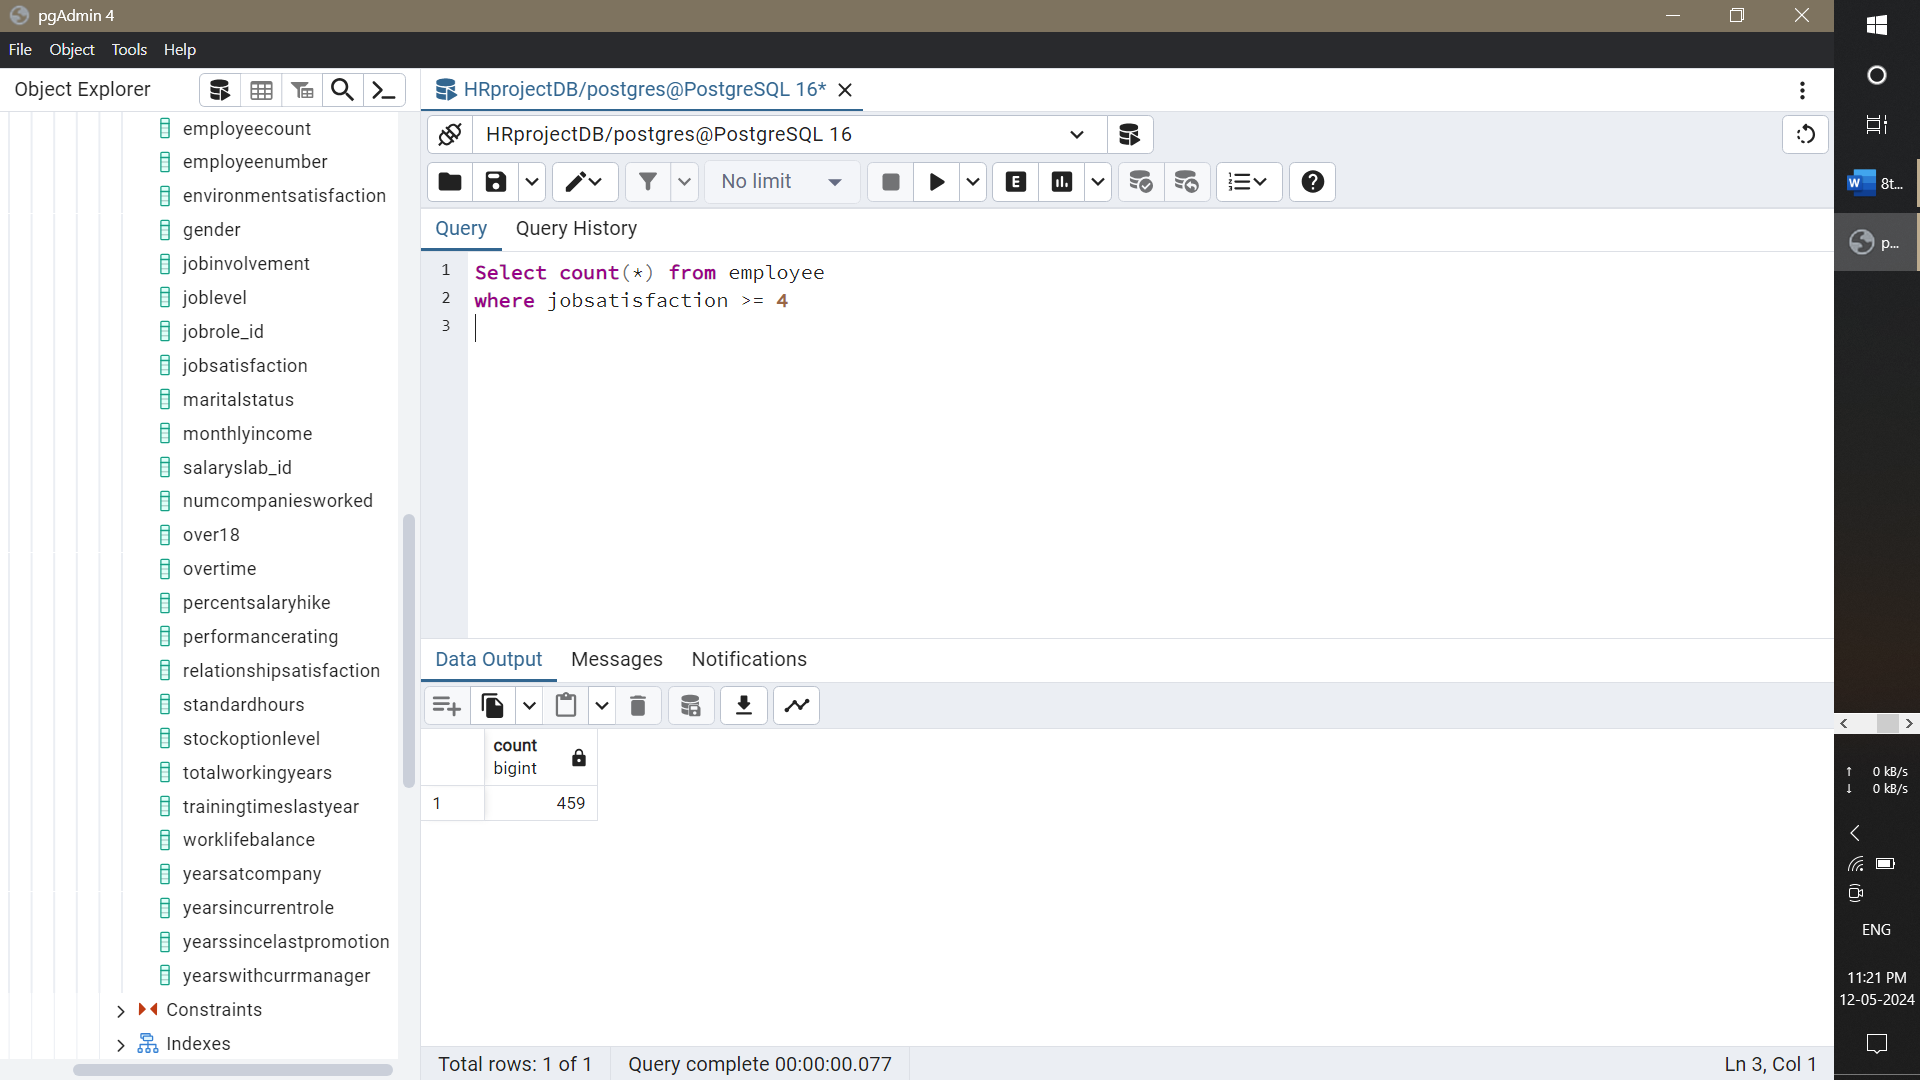 pgAdmin 4
File Object Tools Help
Object Explorer
employeecount
employeenumber
environmentsatisfaction
gender
jobinvolvement
joblevel
jobrole_id
jobsatisfaction
maritalstatus
monthlyincome
salaryslab_id
numcompaniesworked
over18
overtime
percentsalaryhike
performancerating
relationshipsatisfaction
standardhours
stockoptionlevel
totalworkingyears
trainingtimeslastyear
worklifebalance
yearsatcompany
yearsincurrentrole
yearssincelastpromotion
yearswithcurrmanager
Constraints
Indexes
HRprojectDB/postgres@PostgreSQL 16*
HRprojectDB/postgres@PostgreSQL 16
No limit
E
Query Query History
1 Select count(*) from employee
2 where jobsatisfaction >= 4
3
Data Output Messages Notifications
count
bigint
1 459
Total rows: 1 of 1 Query complete 00:00:00.077 Ln 3, Col 1
W 8t...
p...
↑ 0 kB/s
↓ 0 kB/s
ENG
11:21 PM
12-05-2024